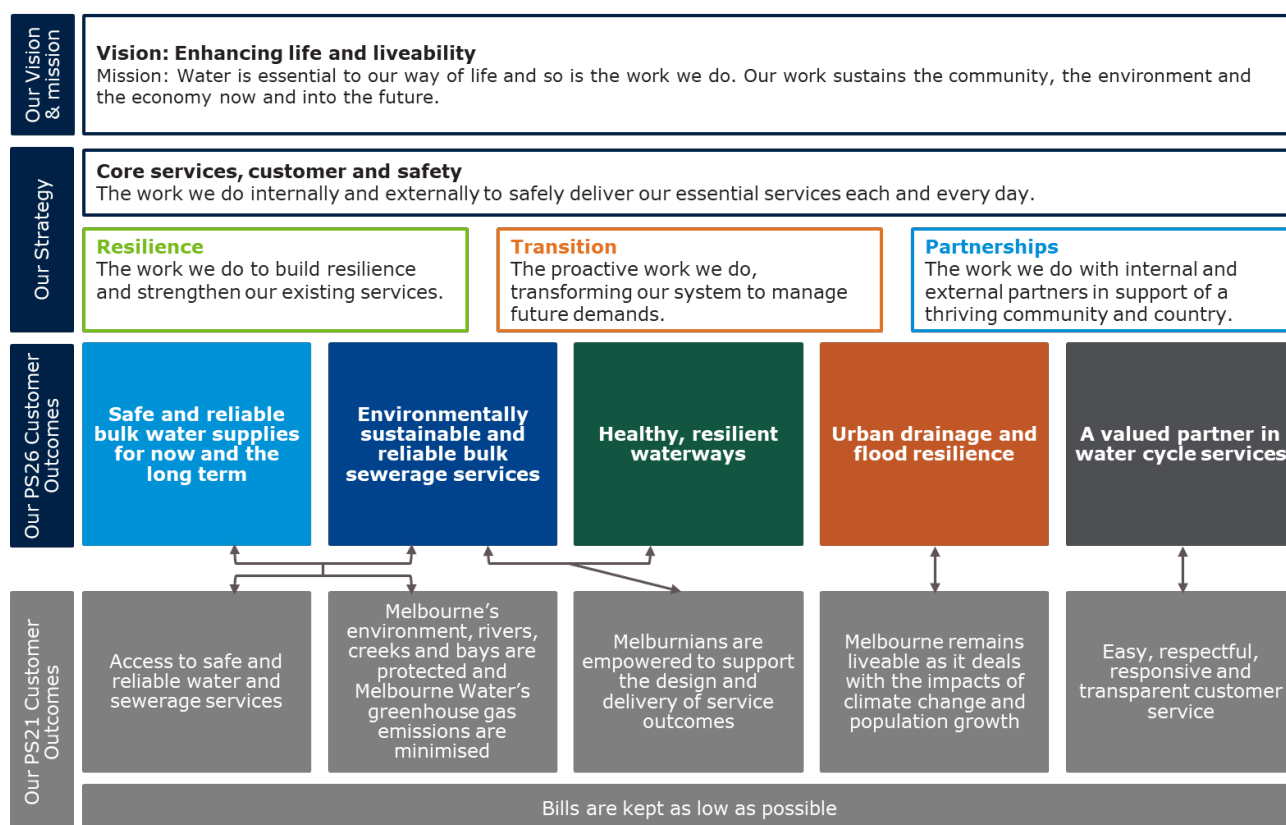 Our Vision
& mission
Vision: Enhancing life and liveability
Mission: Water is essential to our way of life and so is the work we do. Our work sustains the community, the environment and
the economy now and into the future.
Our Strategy
Core services, customer and safety
The work we do internally and externally to safely deliver our essential services each and every day.
Resilience
The work we do to build resilience
and strengthen our existing services.
Transition
The proactive work we do,
transforming our system to manage
future demands.
Partnerships
The work we do with internal and
external partners in support of a
thriving community and country.
Our PS26 Customer
Outcomes
Safe and reliable
bulk water supplies
for now and the
long term
Environmentally
sustainable and
reliable bulk
sewerage services
Healthy, resilient
waterways
Urban drainage and
flood resilience
A valued partner in
water cycle services
Our PS21 Customer
Outcomes
Access to safe and
reliable water and
sewerage services
Melbourne’s
environment, rivers,
creeks and bays are
protected and
Melbourne Water’s
greenhouse gas
emissions are
minimised
Melburnians are
empowered to support
the design and
delivery of service
outcomes
Melbourne remains
liveable as it deals
with the impacts of
climate change and
population growth
Easy, respectful,
responsive and
transparent customer
service
Bills are kept as low as possible